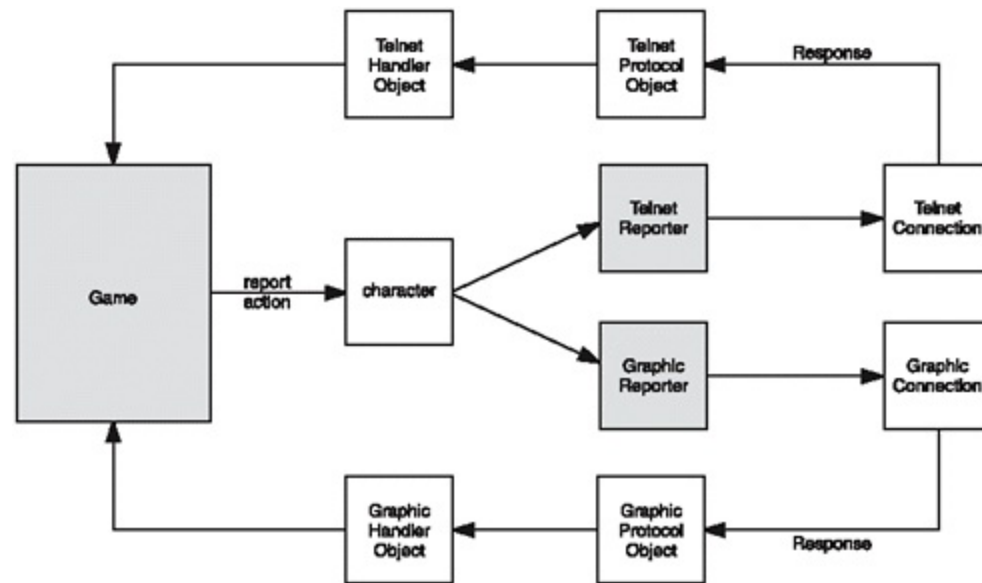 Telnet
Handler
Object
Telnet
Protocol
Object
Response
Game
report
action
character
Telnet
Reporter
Telnet
Connection
Graphic
Reporter
Graphic
Connection
Graphic
Handler
Object
Graphic
Protocol
Object
Response